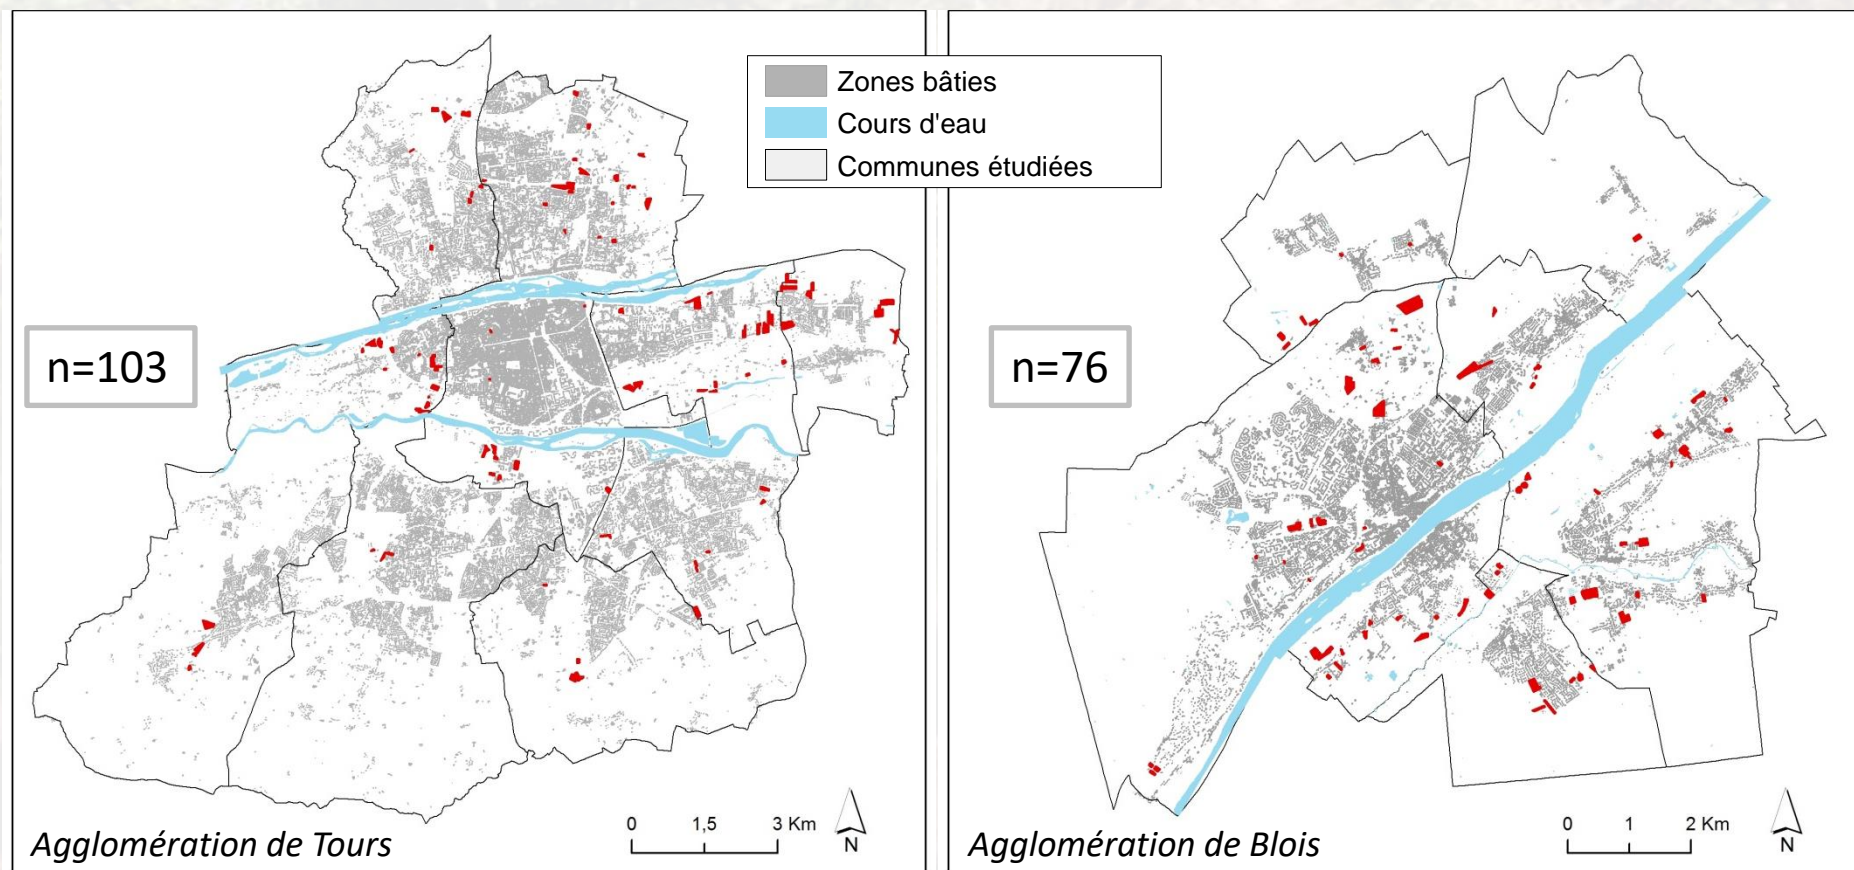 Zones bâties
Cours d'eau
Communes étudiées
n=103
n=76
0 1,5 3 Km
N
Agglomération de Tours
0 1 2 Km
N
Agglomération de Blois